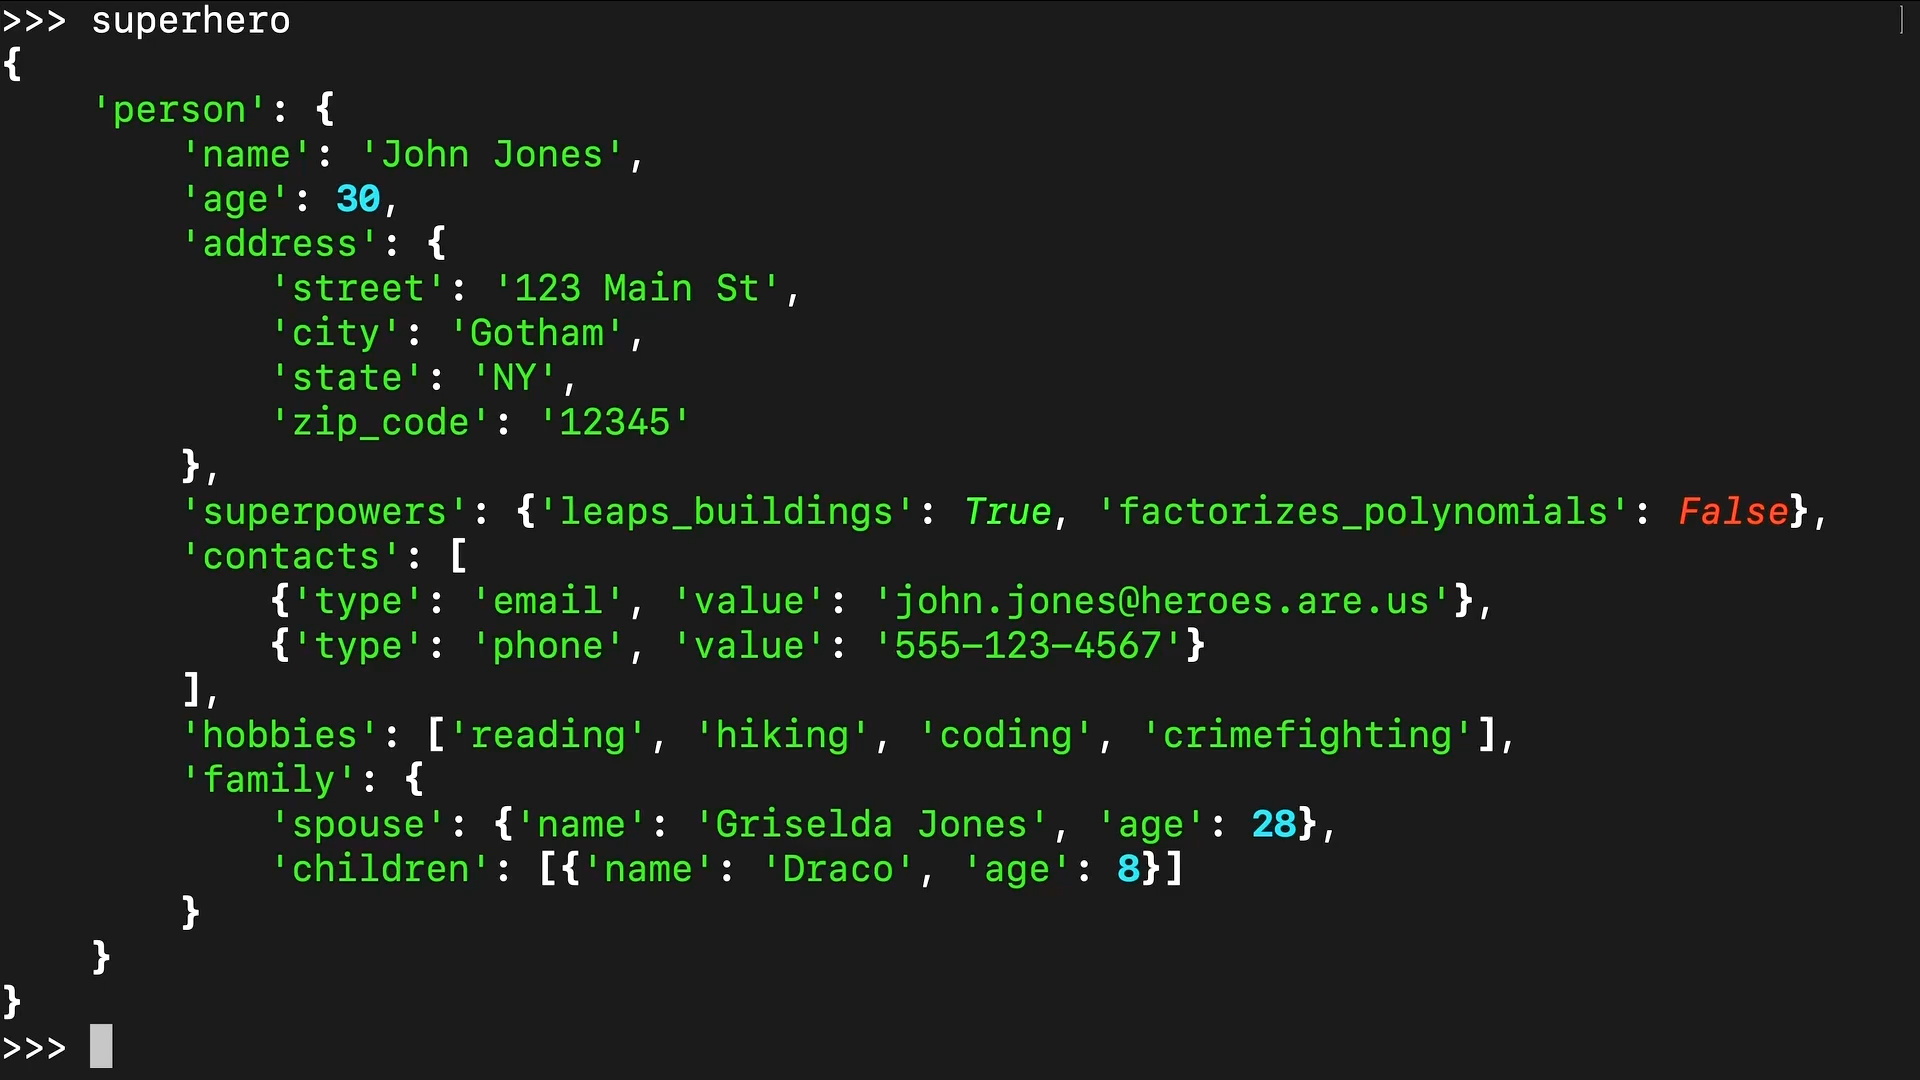 >>> superhero
{
    'person': {
        'name': 'John Jones',
        'age': 30,
        'address': {
            'street': '123 Main St',
            'city': 'Gotham',
            'state': 'NY',
            'zip_code': '12345'
        },
        'superpowers': {'leaps_buildings': True, 'factorizes_polynomials': False},
        'contacts': [
            {'type': 'email', 'value': 'john.jones@heroes.are.us'},
            {'type': 'phone', 'value': '555-123-4567'}
        ],
        'hobbies': ['reading', 'hiking', 'coding', 'crimefighting'],
        'family': {
            'spouse': {'name': 'Griselda Jones', 'age': 28},
            'children': [{'name': 'Draco', 'age': 8}]
        }
    }
}
>>>